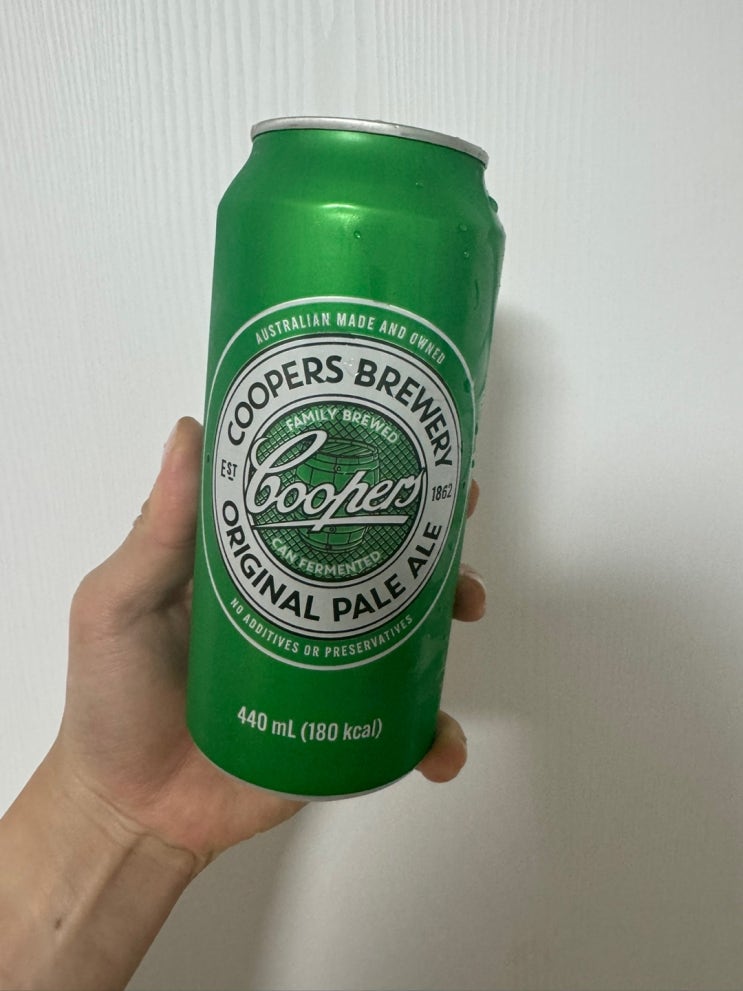 AUSTRALIAN MADE AND OWNED
COOPERS BREWERY
FAMILY BREWED
EST
Coopers
1862
CAN FERMENTED
ORIGINAL PALE ALE
NO ADDITIVES OR PRESERVATIVES
440 mL (180 kcal)